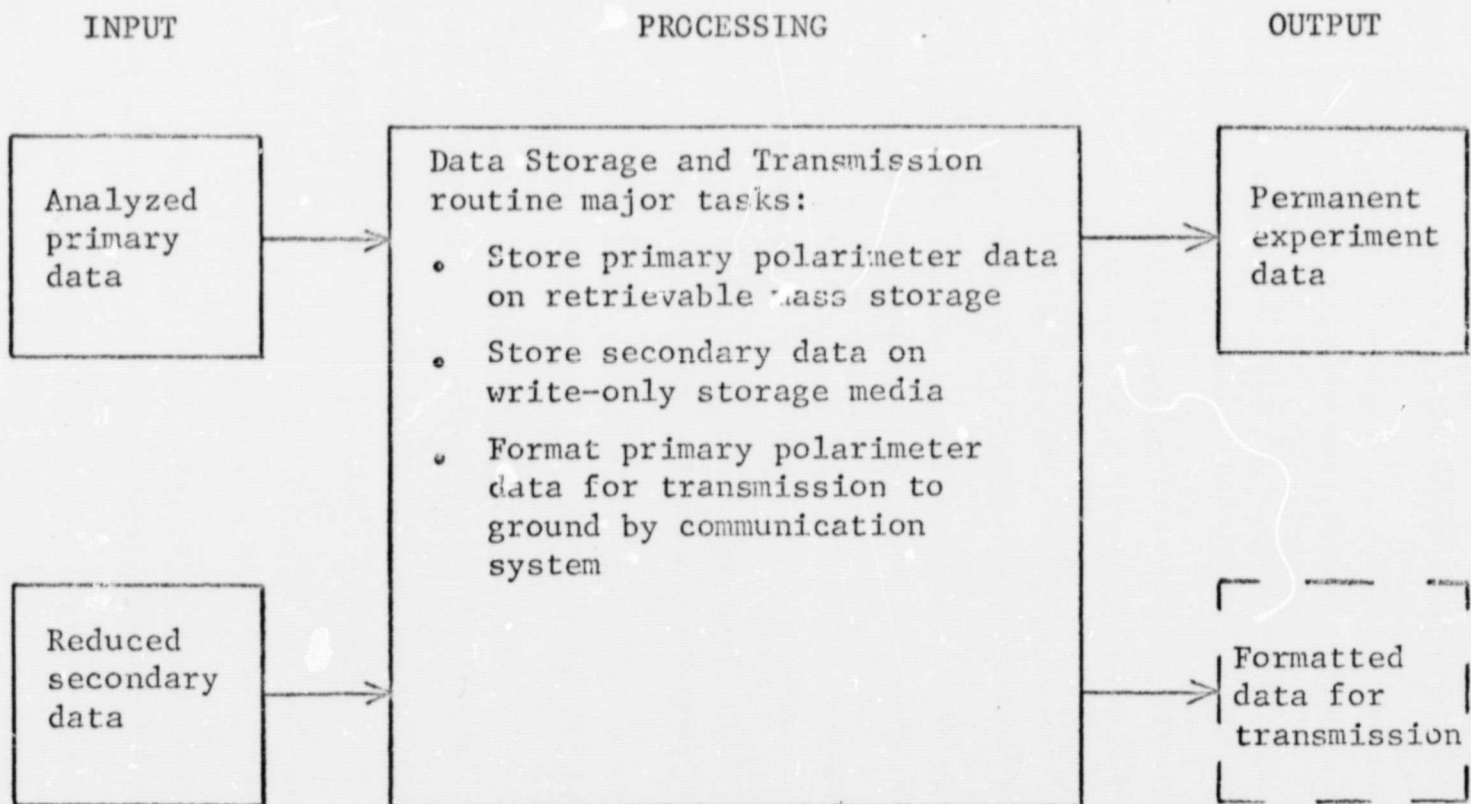 INPUT
PROCESSING
OUTPUT
Analyzed
primary
data
Data Storage and Transmission
routine major tasks:
• Store primary polarimeter data
on retrievable mass storage
• Store secondary data on
write-only storage media
• Format primary polarimeter
data for transmission to
ground by communication
system
Permanent
experiment
data
Reduced
secondary
data
Formatted
data for
transmission